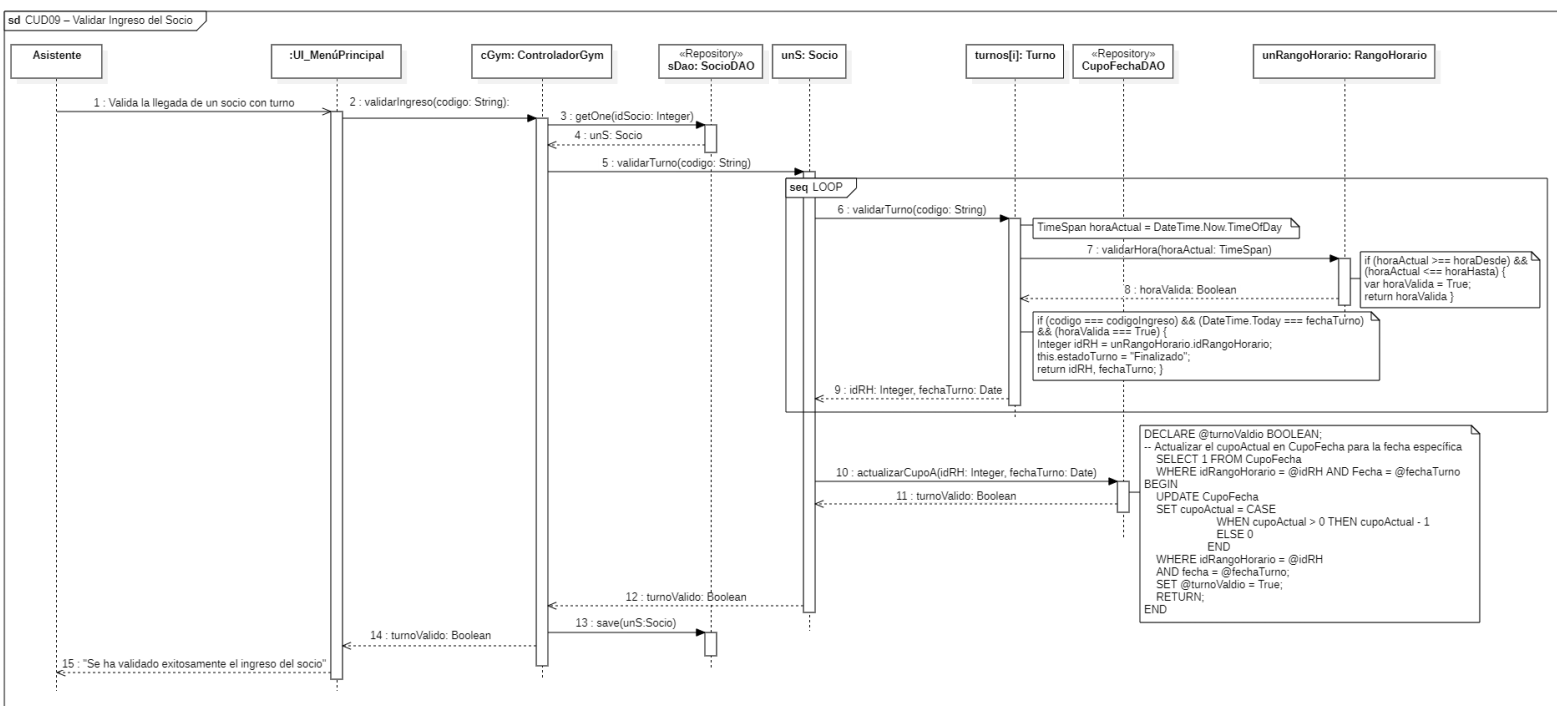 sd CUD09 – Validar Ingreso del Socio
Asistente
:UI_MenúPrincipal
cGym: ControladorGym
«Repository»
sDao: SocioDAO
unS: Socio
turnos[i]: Turno
«Repository»
CupoFechaDAO
unRangoHorario: RangoHorario
1 : Valida la llegada de un socio con turno
2 : validarIngreso(codigo: String):
3 : getOne(idSocio: Integer)
4 : unS: Socio
5 : validarTurno(codigo: String)
seq LOOP
6 : validarTurno(codigo: String)
TimeSpan horaActual = DateTime.Now.TimeOfDay
7 : validarHora(horaActual: TimeSpan)
if (horaActual >== horaDesde) &&
(horaActual <== horaHasta) {
var horaValida = True;
return horaValida }
8 : horaValida: Boolean
if (codigo === codigoIngreso) && (DateTime.Today === fechaTurno)
&& (horaValida === True) {
Integer idRH = unRangoHorario.idRangoHorario;
this.estadoTurno = "Finalizado";
return idRH, fechaTurno; }
9 : idRH: Integer, fechaTurno: Date
DECLARE @turnoValdio BOOLEAN;
-- Actualizar el cupoActual en CupoFecha para la fecha específica
SELECT 1 FROM CupoFecha
WHERE idRangoHorario = @idRH AND Fecha = @fechaTurno
BEGIN
UPDATE CupoFecha
SET cupoActual = CASE
WHEN cupoActual > 0 THEN cupoActual - 1
ELSE 0
END
WHERE idRangoHorario = @idRH
AND fecha = @fechaTurno;
SET @turnoValdio = True;
RETURN;
END
10 : actualizarCupoA(idRH: Integer, fechaTurno: Date)
11 : turnoValido: Boolean
12 : turnoValido: Boolean
13 : save(unS:Socio)
14 : turnoValido: Boolean
15 : "Se ha validado exitosamente el ingreso del socio"